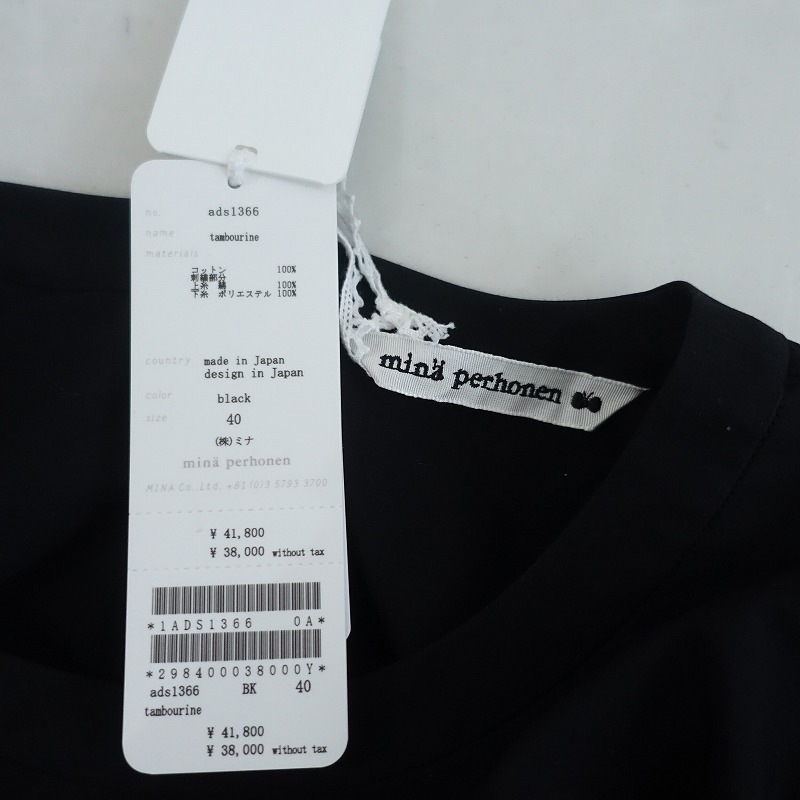 no. ads1366
name tambourine
materials
コットン 100%
刺繍部分
上糸 綿 100%
下糸 ポリエステル 100%
country made in Japan
design in Japan
color black
size 40
(株)ミナ
minä perhonen
MINA Co., Ltd. +81 (0)3 5793 3700
¥ 41,800
¥ 38,000 without tax
*1ADS1366 0A*
*298400038000Y*
ads1366 BK 40
tambourine
¥ 41,800
¥ 38,000 without tax
minä perhonen